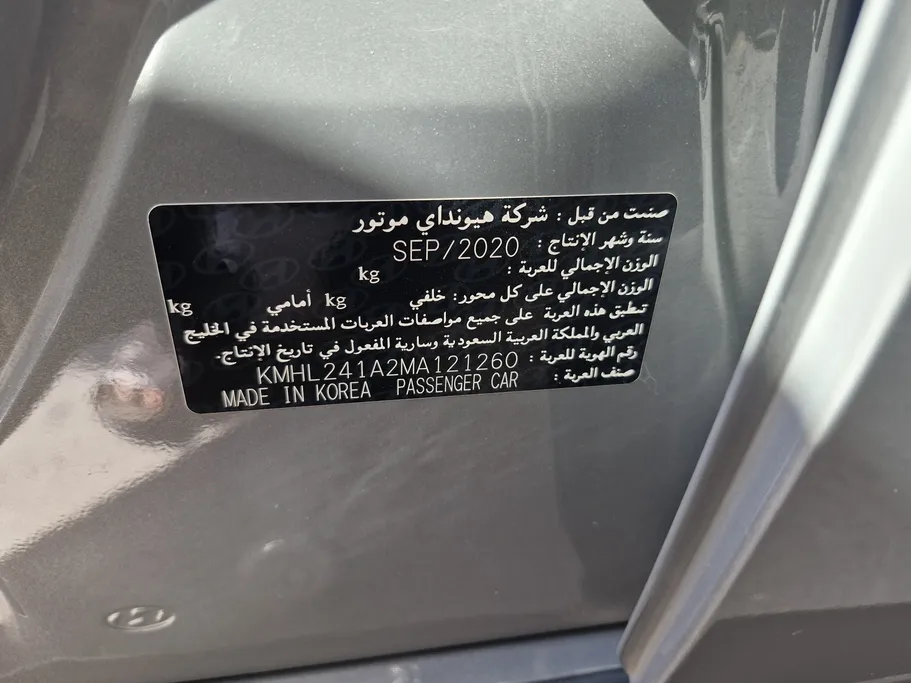 صنعت من قبل : شركة هيونداي موتور
سنة وشهر الإنتاج : SEP/2020
الوزن الإجمالي للعربة : kg
الوزن الإجمالي على كل محور: خلفي kg أمامي kg
تطبق هذه العربة على جميع مواصفات العربات المستخدمة في الخليج
العربي والمملكة العربية السعودية وسارية المفعول في تاريخ الإنتاج.
رقم الهوية للعربة : KMHL241A2MA121260
صنف العربة : PASSENGER CAR MADE IN KOREA